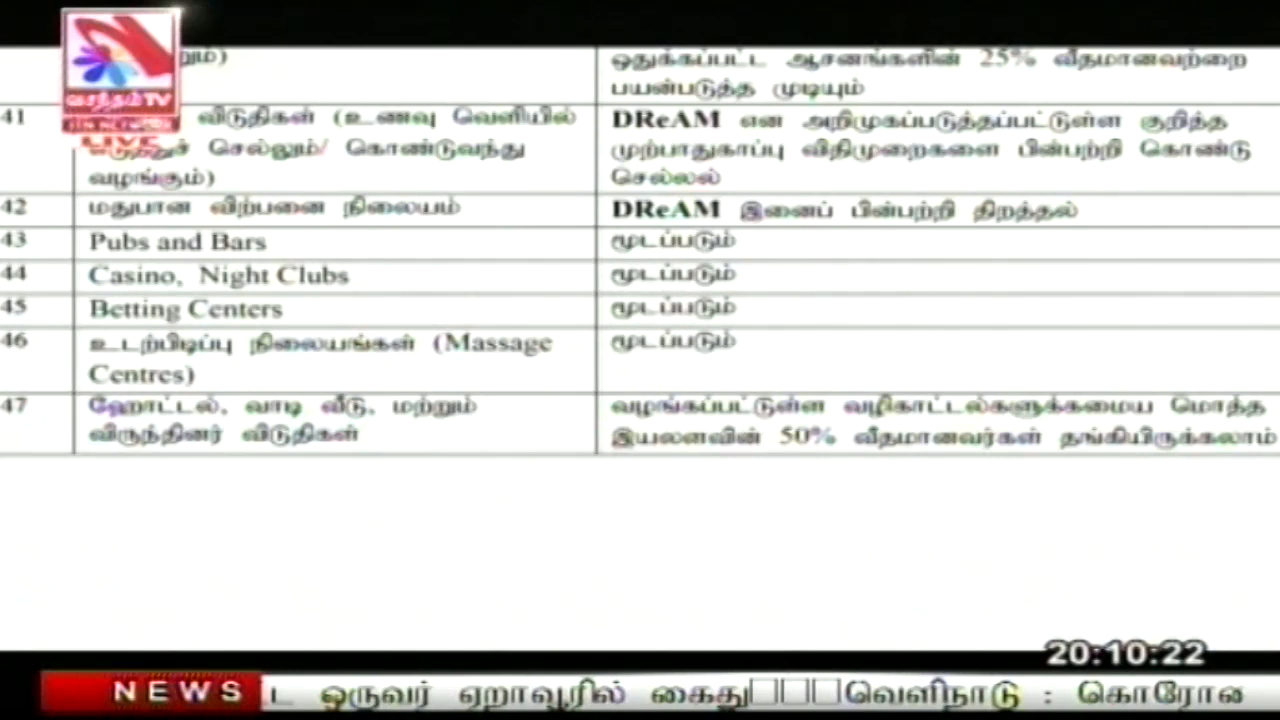 றும்)
ஒதுக்கப்பட்ட ஆசனங்களின் 25% வீதமானவற்றை
பயன்படுத்த முடியும்
வசந்தம்TV
ITN NETWORK
LIVE
41
விடுதிகள் (உணவு வெளியில்
எடுத்துச் செல்லும்/ கொண்டுவந்து
வழங்கும்)
DReAM என அறிமுகப்படுத்தப்பட்டுள்ள குறித்த
முற்பாதுகாப்பு விதிமுறைகளை பின்பற்றி கொண்டு
செல்லல்
42
மதுபான விற்பனை நிலையம்
DReAM இனைப் பின்பற்றி திறத்தல்
43
Pubs and Bars
மூடப்படும்
44
Casino, Night Clubs
மூடப்படும்
45
Betting Centers
மூடப்படும்
46
உடற்பிடிப்பு நிலையங்கள் (Massage
Centres)
மூடப்படும்
47
ஹோட்டல், வாடி வீடு, மற்றும்
விருந்தினர் விடுதிகள்
வழங்கப்பட்டுள்ள வழிகாட்டல்களுக்கமைய மொத்த
இயலளவின் 50% வீதமானவர்கள் தங்கியிருக்கலாம்
20:10:22
NEWS
ட ஒருவர் ஏறாவூரில் கைது□□□வெளிநாடு : கொரோன